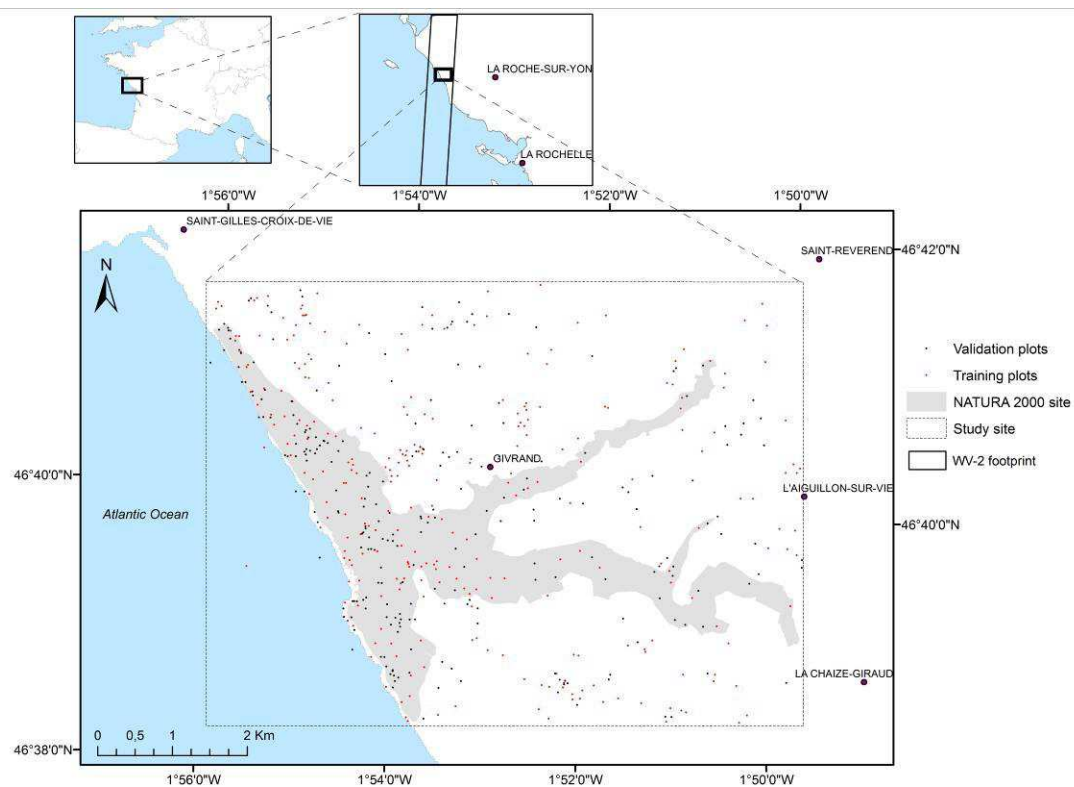 LA ROCHE-SUR-YON
LA ROCHELLE
1°56'0"W 1°54'0"W 1°52'0"W 1°50'0"W
SAINT-GILLES-CROIX-DE-VIE
SAINT-REVEREND
46°42'0"N
N
Validation plots
Training plots
NATURA 2000 site
Study site
WV-2 footprint
GIVRAND
46°40'0"N
L'AIGUILLON-SUR-VIE
Atlantic Ocean
46°40'0"N
LA CHAIZE-GIRAUD
0 0,5 1 2 Km
46°38'0"N
1°56'0"W 1°54'0"W 1°52'0"W 1°50'0"W